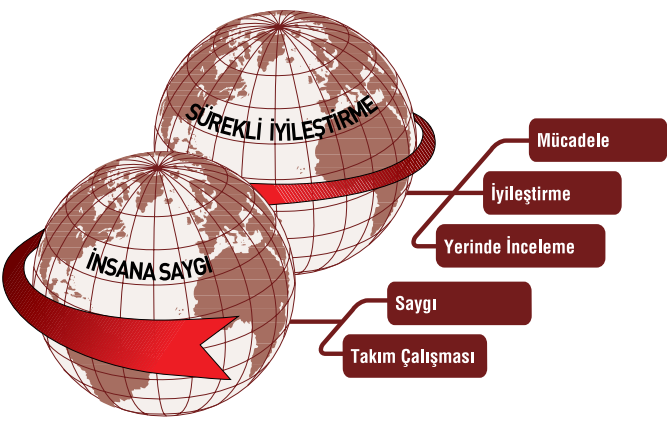 SÜREKLİ İYİLEŞTİRME
Mücadele
İyileştirme
Yerinde İnceleme
İNSANA SAYGI
Saygı
Takım Çalışması